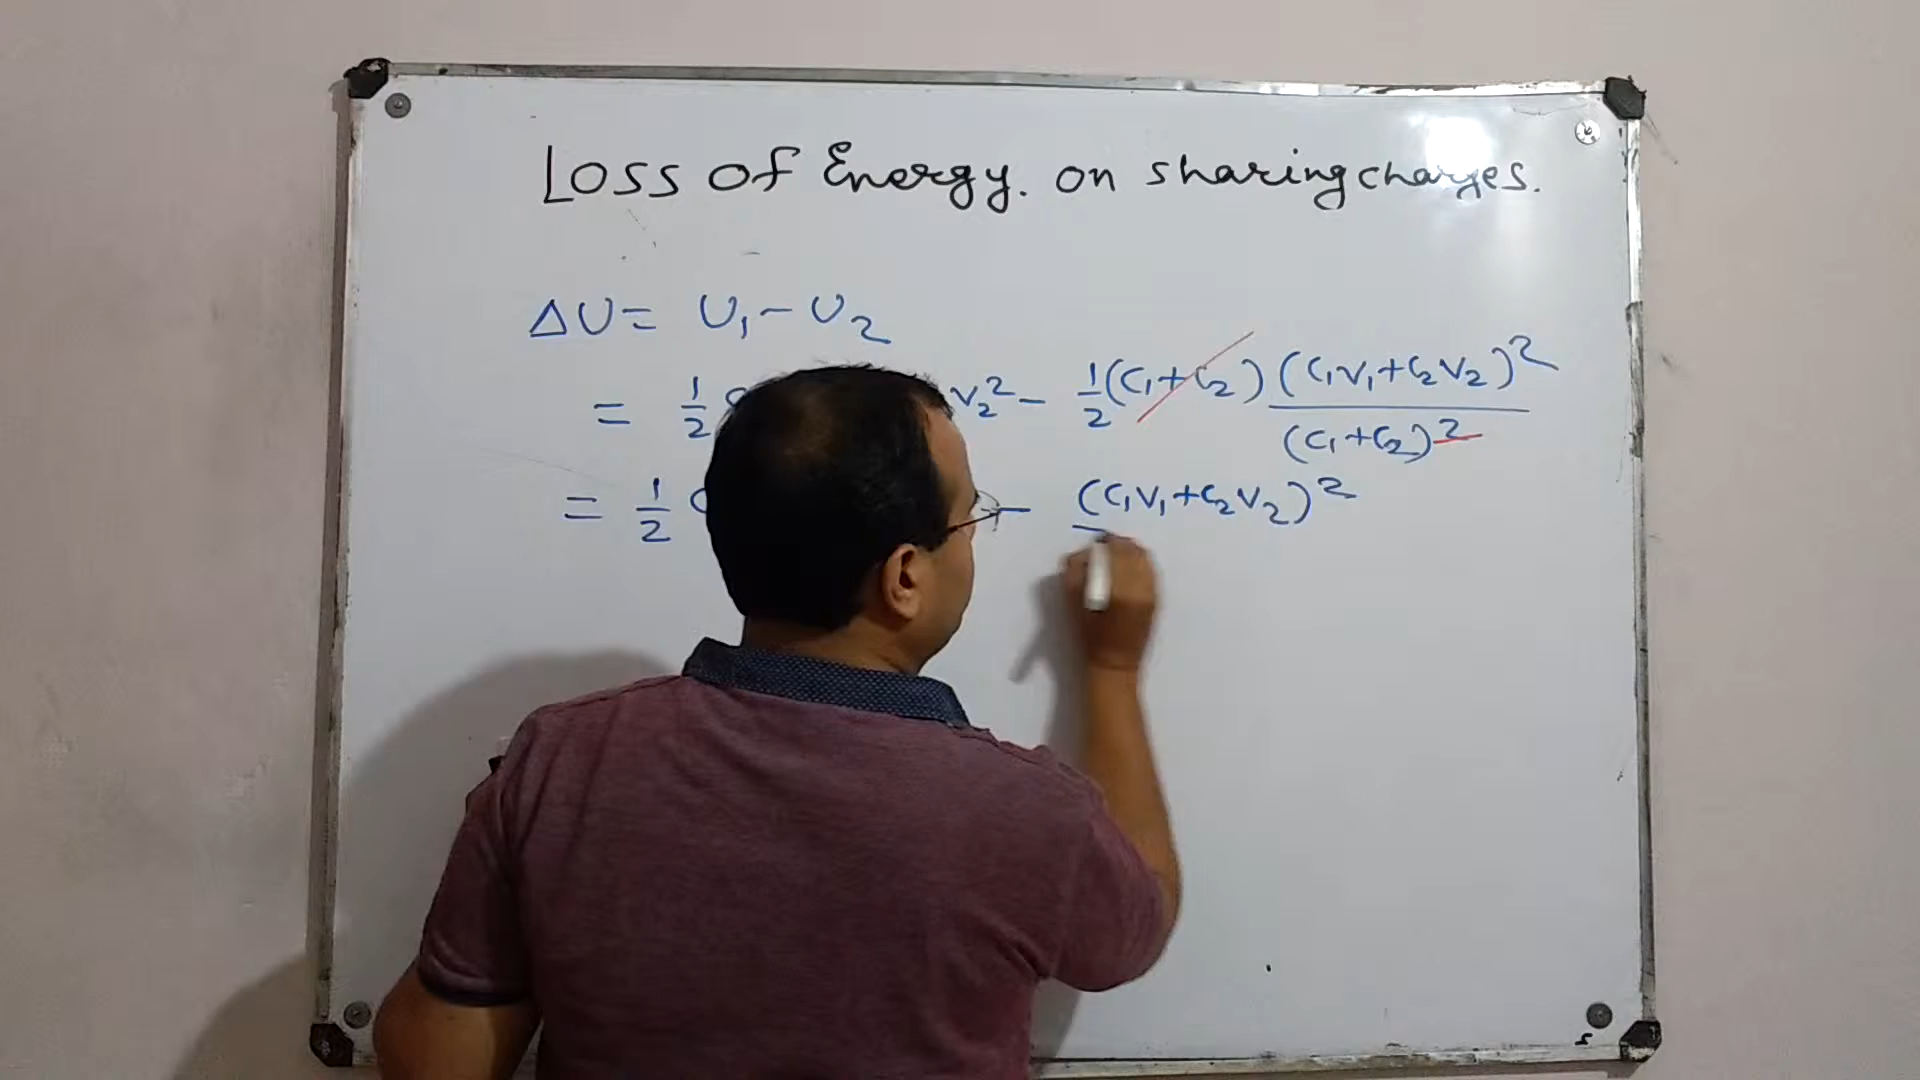 Loss of Energy. on sharing charges.
ΔU = U₁ - U₂
= 1/2 V₂² - 1/2 (C₁+C₂) (C₁V₁+C₂V₂)² / (C₁+C₂)²
= 1/2 - (C₁V₁+C₂V₂)²